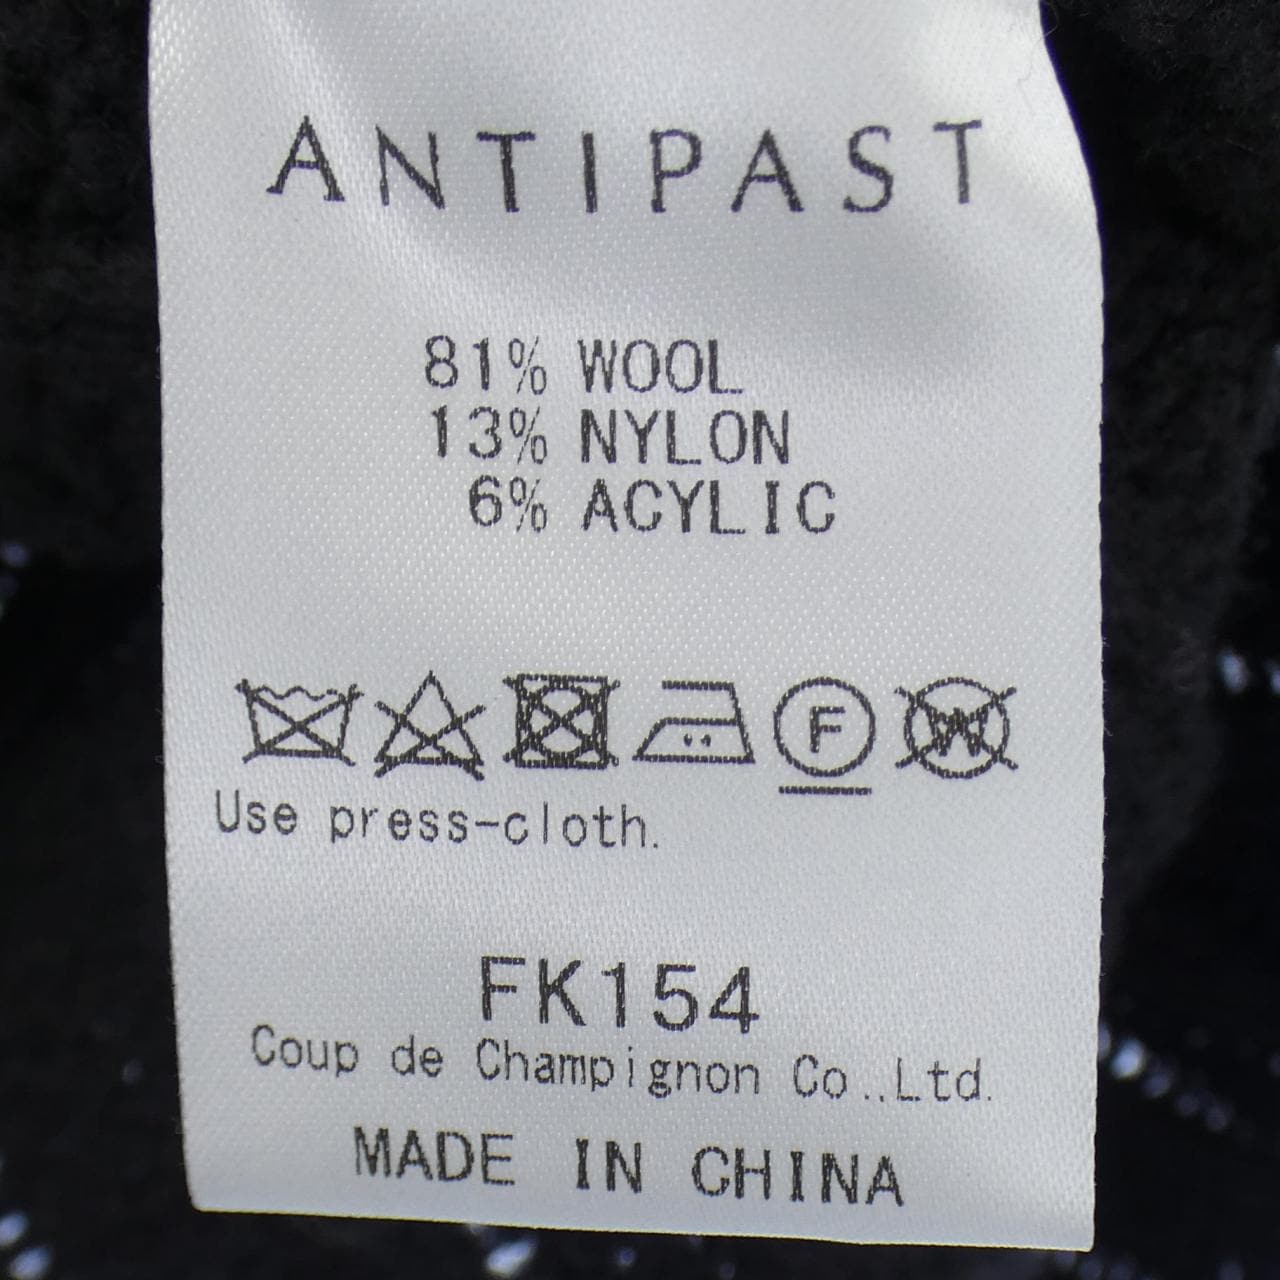 ANTIPAST
81% WOOL
13% NYLON
6% ACYLIC
F W
Use press-cloth.
FK154
Coup de Champignon Co.,Ltd.
MADE IN CHINA